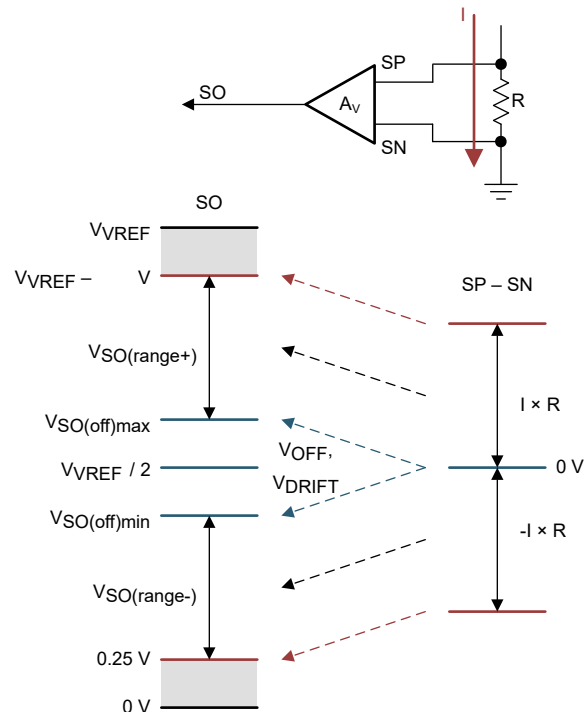 I
SP
SO
AV
R
SN
SO
VVREF
VVREF – V
SP – SN
VSO(range+)
I × R
VSO(off)max
VOFF,
VVREF / 2
0 V
VDRIFT
VSO(off)min
-I × R
VSO(range-)
0.25 V
0 V